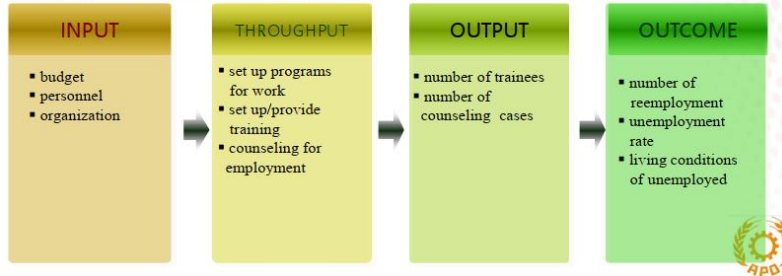 INPUT
▪ budget
▪ personnel
▪ organization
THROUGHPUT
▪ set up programs
for work
▪ set up/provide
training
▪ counseling for
employment
OUTPUT
▪ number of trainees
▪ number of
counseling cases
OUTCOME
▪ number of
reemployment
▪ unemployment
rate
▪ living conditions
of unemployed
APO